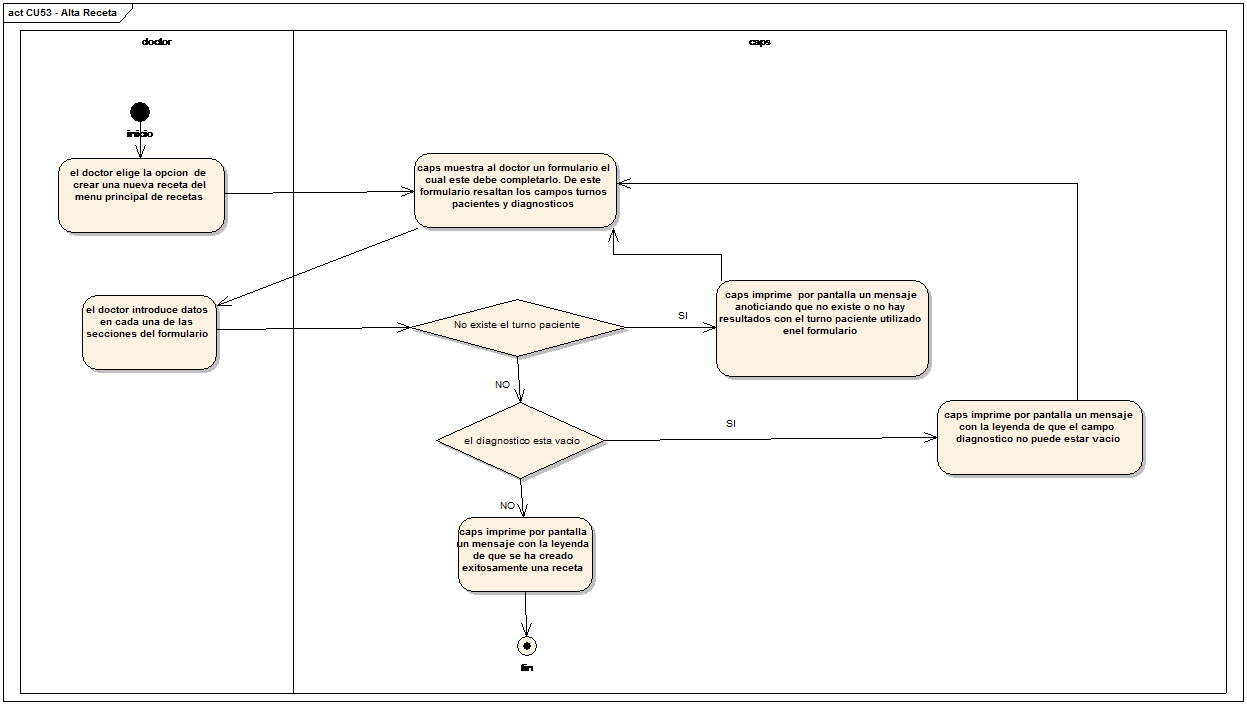 act CU53 - Alta Receta
doctor
caps
inicio
el doctor elige la opcion de
crear una nueva receta del
menu principal de recetas
caps muestra al doctor un formulario el
cual este debe completarlo. De este
formulario resaltan los campos turnos
pacientes y diagnosticos
el doctor introduce datos
en cada una de las
secciones del formulario
No existe el turno paciente
SI
caps imprime por pantalla un mensaje
anoticiando que no existe o no hay
resultados con el turno paciente utilizado
enel formulario
NO
el diagnostico esta vacio
SI
caps imprime por pantalla un mensaje
con la leyenda de que el campo
diagnostico no puede estar vacio
NO
caps imprime por pantalla
un mensaje con la leyenda
de que se ha creado
exitosamente una receta
fin